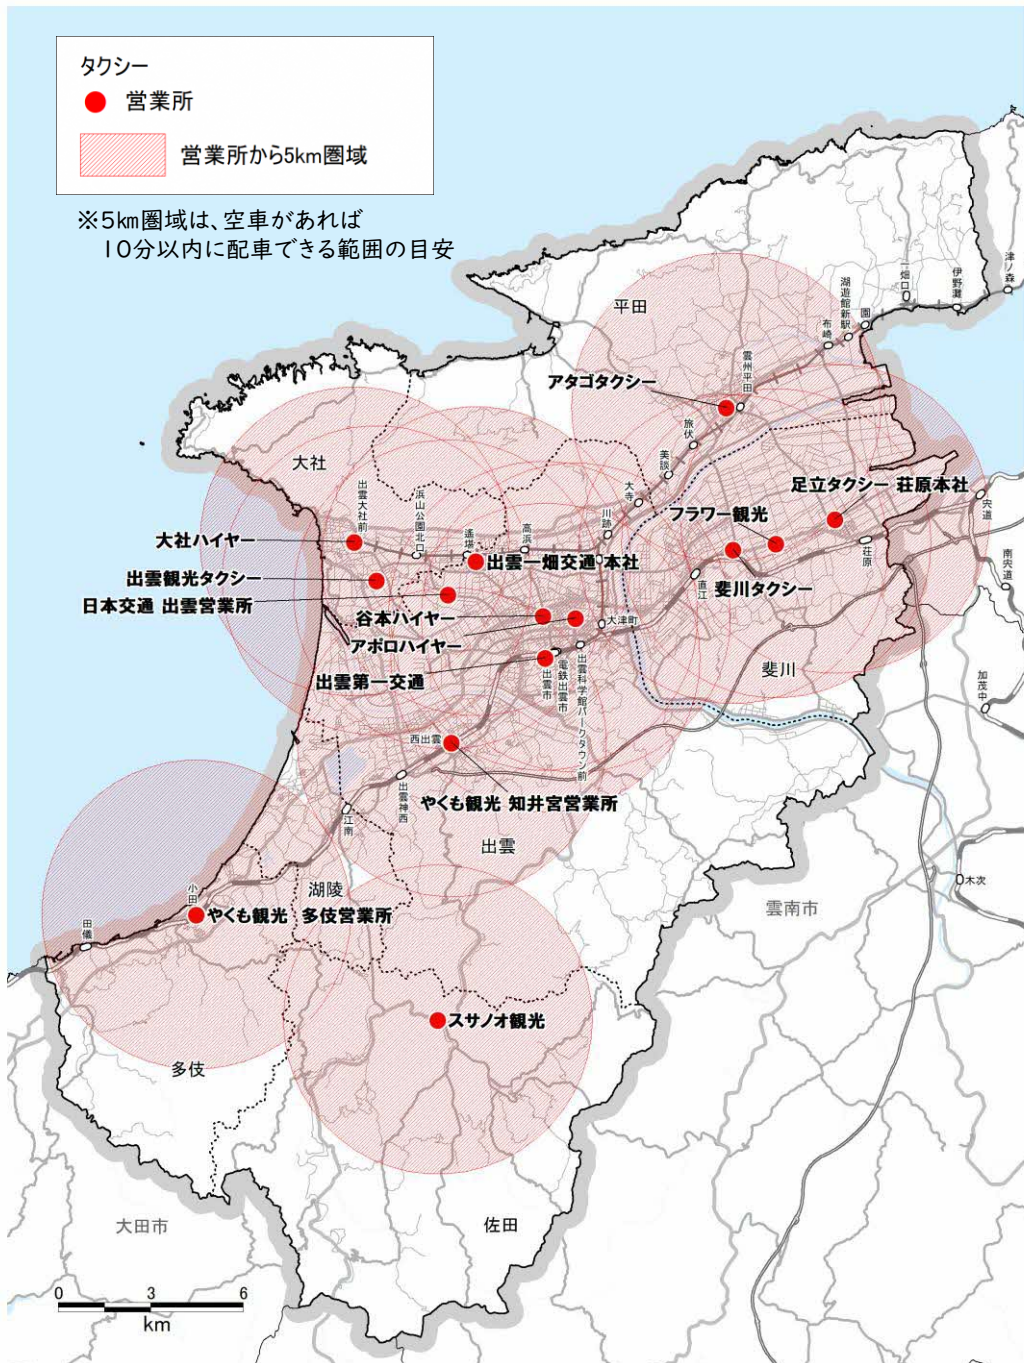 タクシー
営業所
営業所から5km圏域
※5㎞圏域は、空車があれば
10分以内に配車できる範囲の目安
平田
津ノ森
伊野灘
一畑口
湖遊館新駅
園
布崎
雲州平田
アタゴタクシー
旅伏
美談
大寺
川跡
大社
出雲大社前
浜山公園北口
遙堪
高浜
足立タクシー 荘原本社
フラワー観光
宍道
南宍道
荘原
大社ハイヤー
出雲一畑交通 本社
出雲観光タクシー
日本交通 出雲営業所
斐川タクシー
直江
谷本ハイヤー
アポロハイヤー
大津町
出雲第一交通
出雲市
電鉄出雲市
出雲科学館パークタウン前
斐川
加茂中
西出雲
出雲神西
やくも観光 知井宮営業所
江南
出雲
湖陵
小田
田儀
やくも観光 多伎営業所
木次
雲南市
スサノオ観光
多伎
佐田
大田市
0 3 6
km